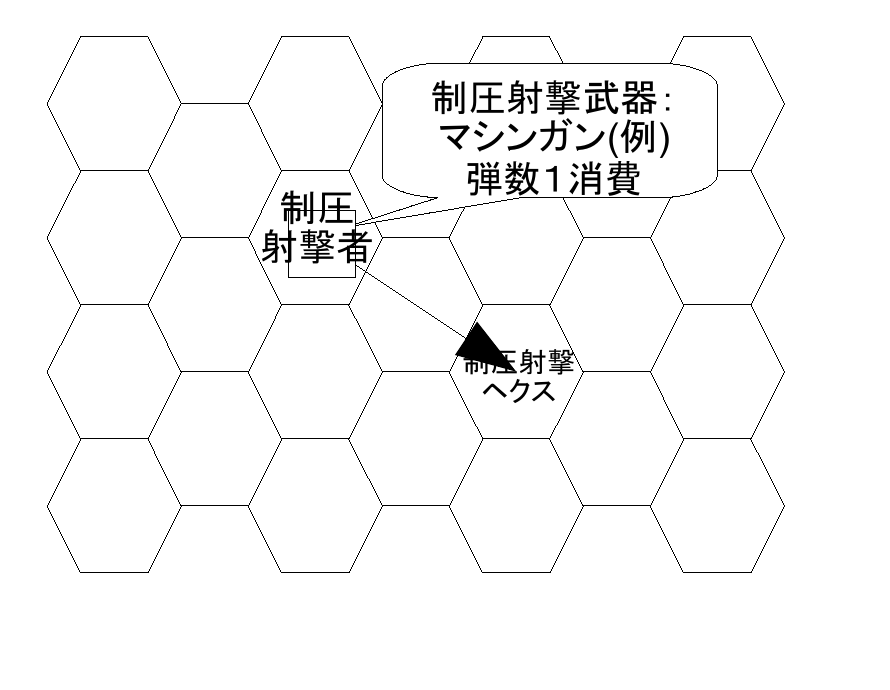 制圧射撃武器：
マシンガン(例)
弾数１消費
制圧
射撃者
制圧射撃
ヘクス